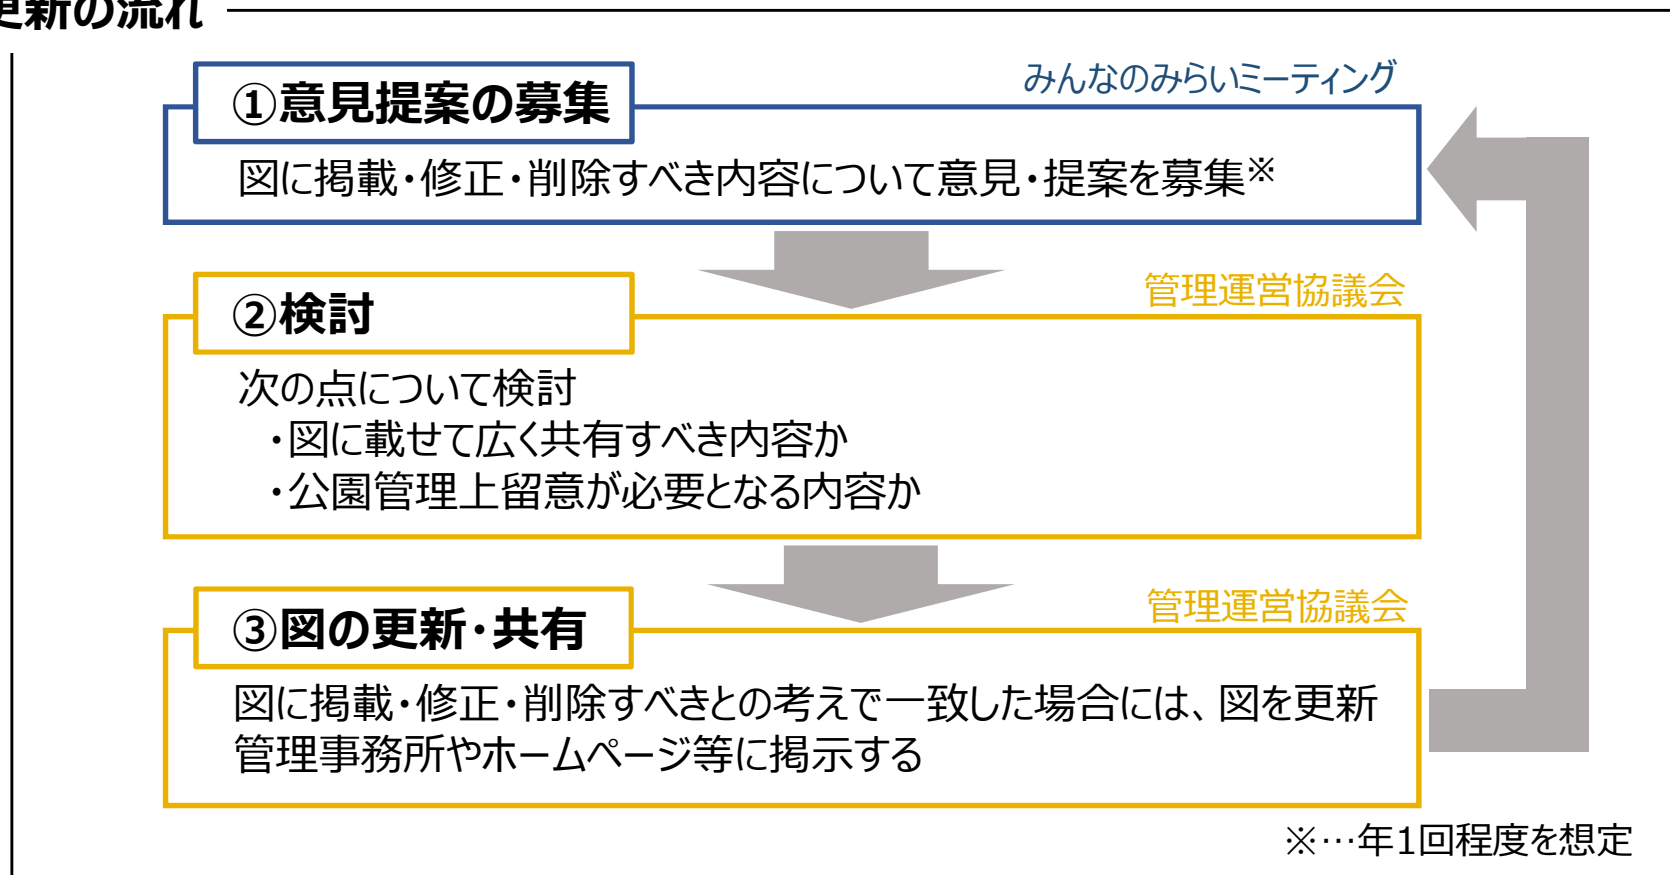 更新の流れ
みんなのみらいミーティング
①意見提案の募集
図に掲載・修正・削除すべき内容について意見・提案を募集※
管理運営協議会
②検討
次の点について検討
・図に載せて広く共有すべき内容か
・公園管理上留意が必要となる内容か
管理運営協議会
③図の更新・共有
図に掲載・修正・削除すべきとの考えで一致した場合には、図を更新
管理事務所やホームページ等に掲示する
※…年1回程度を想定